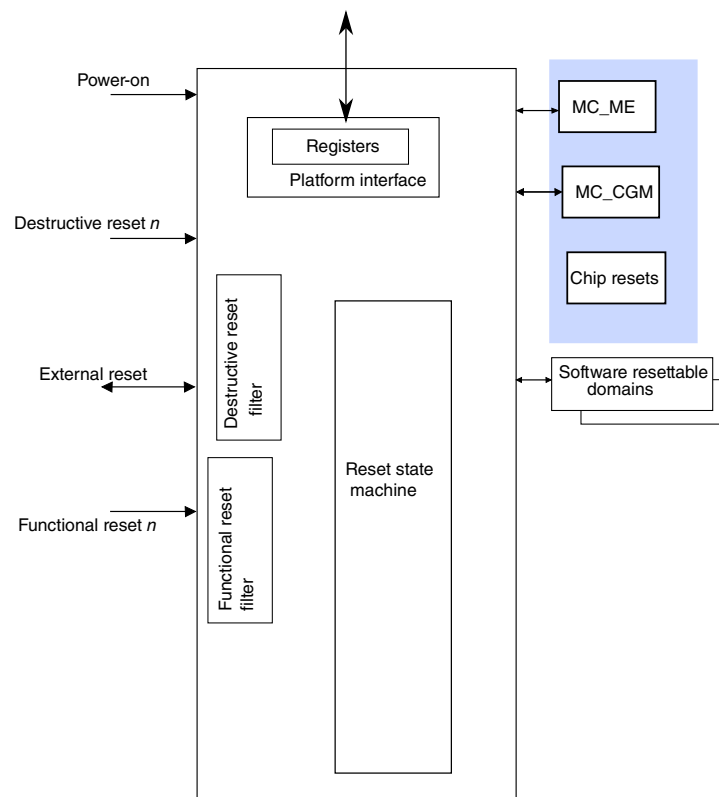 Power-on
Registers
Platform interface
MC_ME
MC_CGM
Chip resets
Destructive reset n
Destructive reset
filter
External reset
Software resettable
domains
Reset state
machine
Functional reset n
Functional reset
filter